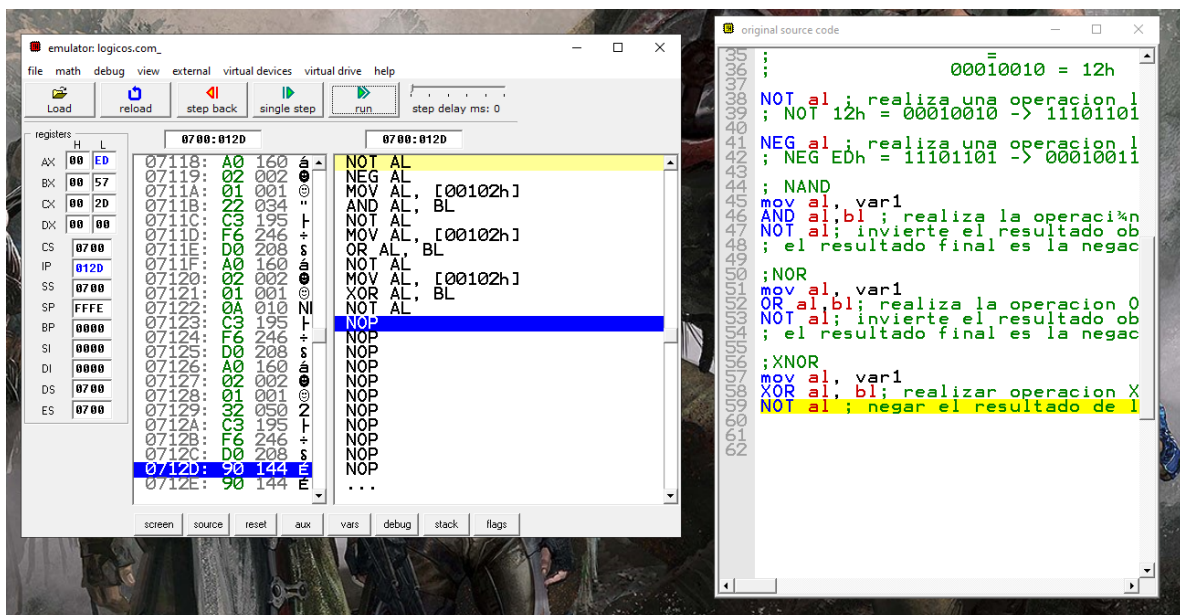 emulator: logicos.com_
file math debug view external virtual devices virtual drive help
Load reload step back single step run step delay ms: 0
registers
H L
AX 00 ED
BX 00 57
CX 00 2D
DX 00 00
CS 0700
IP 012D
SS 0700
SP FFFE
BP 0000
SI 0000
DI 0000
DS 0700
ES 0700
0700:012D
07118: A0 160 á
07119: 02 002 ☻
0711A: 01 001 ☺
0711B: 22 034 "
0711C: C3 195 ├
0711D: F6 246 ÷
0711E: D0 208 š
0711F: A0 160 á
07120: 02 002 ☻
07121: 01 001 ☺
07122: 0A 010
07123: C3 195 ├
07124: F6 246 ÷
07125: D0 208 š
07126: A0 160 á
07127: 02 002 ☻
07128: 01 001 ☺
07129: 32 050 2
0712A: C3 195 ├
0712B: F6 246 ÷
0712C: D0 208 š
0712D: 90 144 É
0712E: 90 144 É
0700:012D
NOT AL
NEG AL
MOV AL, [00102h]
AND AL, BL
NOT AL
MOV AL, [00102h]
OR AL, BL
NOT AL
MOV AL, [00102h]
XOR AL, BL
NOT AL
NOP
NOP
NOP
NOP
NOP
NOP
NOP
NOP
NOP
NOP
NOP
...
screen source reset aux vars debug stack flags
original source code
35 ; =
36 ; 00010010 = 12h
37
38 NOT al ; realiza una operacion l
39 ; NOT 12h = 00010010 -> 11101101
40
41 NEG al ; realiza una operacion l
42 ; NEG EDh = 11101101 -> 00010011
43
44 ; NAND
45 mov al, var1
46 AND al,bl ; realiza la operaci¾n
47 NOT al; invierte el resultado ob
48 ; el resultado final es la negac
49
50 ;NOR
51 mov al, var1
52 OR al,bl; realiza la operacion O
53 NOT al; invierte el resultado ob
54 ; el resultado final es la negac
55
56 ;XNOR
57 mov al, var1
58 XOR al, bl; realizar operacion X
59 NOT al ; negar el resultado de l
60
61
62